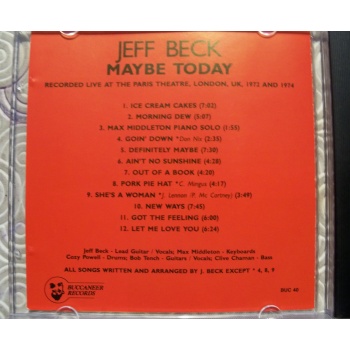 JEFF BECK
MAYBE TODAY
RECORDED LIVE AT THE PARIS THEATRE, LONDON, UK, 1972 AND 1974
1. ICE CREAM CAKES (7:02)
2. MORNING DEW (5:07)
3. MAX MIDDLETON PIANO SOLO (1:55)
4. GOIN' DOWN *Don Nix (2:55)
5. DEFINITELY MAYBE (7:30)
6. AIN'T NO SUNSHINE (4:28)
7. OUT OF A BOOK (4:20)
8. PORK PIE HAT *C. Mingus (4:17)
9. SHE'S A WOMAN *J. Lennon /P. Mc. Cartney) (3:49)
10. NEW WAYS (7:45)
11. GOT THE FEELING (6:00)
12. LET ME LOVE YOU (6:24)
Jeff Beck - Lead Guitar / Vocals; Max Middleton - Keyboards
Cozy Powell - Drums; Bob Tench - Guitars / Vocals; Clive Chaman - Bass
ALL SONGS WRITTEN AND ARRANGED BY J. BECK EXCEPT * 4, 8, 9
BUCCANEER
RECORDS
BUC 40